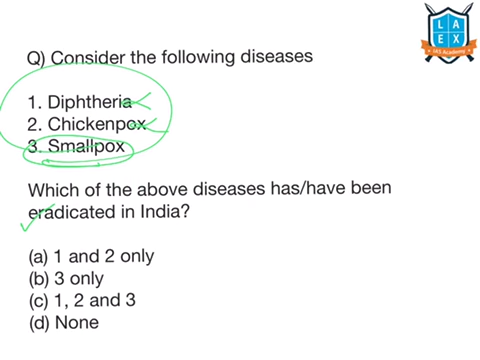 L A
E X
IAS Academy
Q) Consider the following diseases
1. Diphtheria
2. Chickenpox
3. Smallpox
Which of the above diseases has/have been
eradicated in India?
(a) 1 and 2 only
(b) 3 only
(c) 1, 2 and 3
(d) None